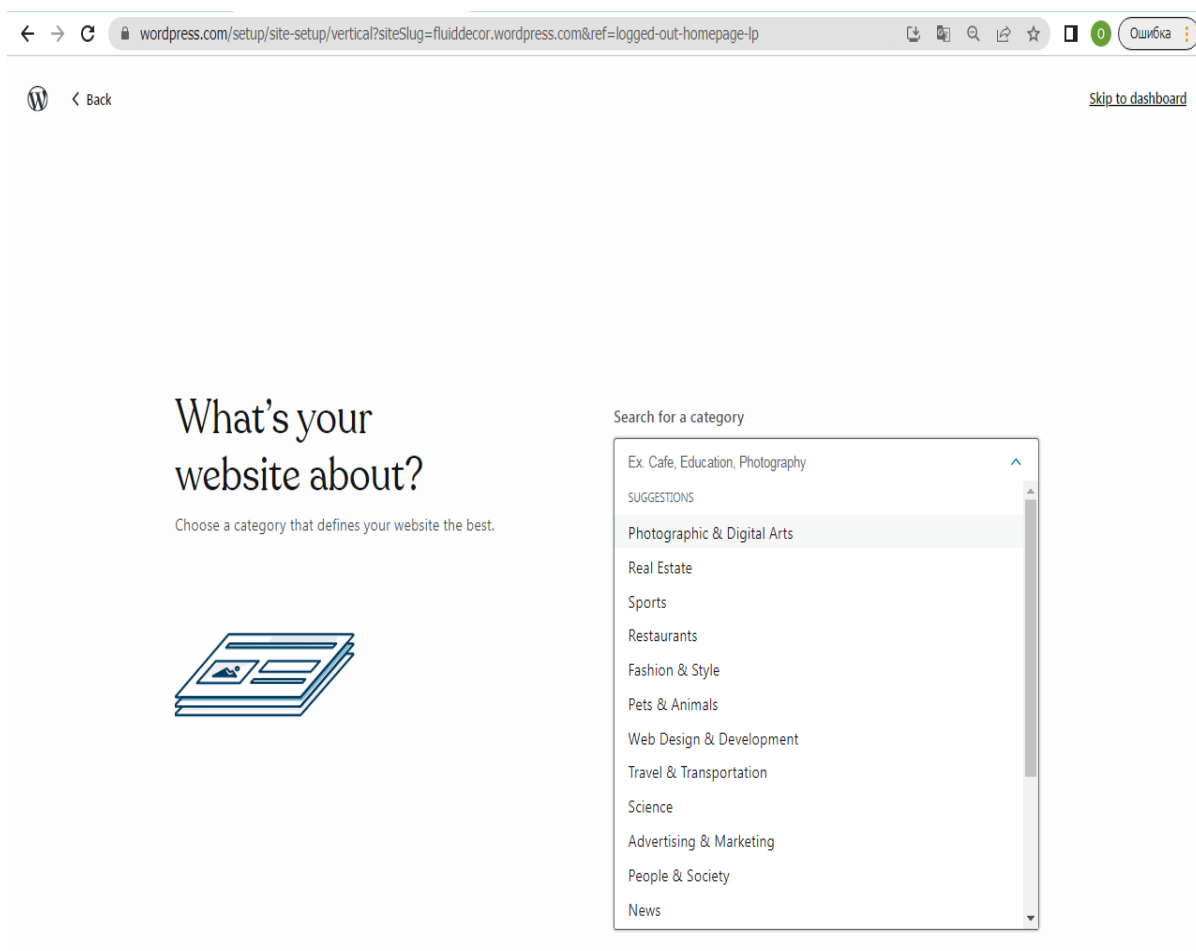 wordpress.com/setup/site-setup/vertical?siteSlug=fluiddecor.wordpress.com&ref=logged-out-homepage-lp
O
Ошибка
Back
Skip to dashboard
What's your
website about?
Choose a category that defines your website the best.
Search for a category
Ex. Cafe, Education, Photography
SUGGESTIONS
Photographic & Digital Arts
Real Estate
Sports
Restaurants
Fashion & Style
Pets & Animals
Web Design & Development
Travel & Transportation
Science
Advertising & Marketing
People & Society
News